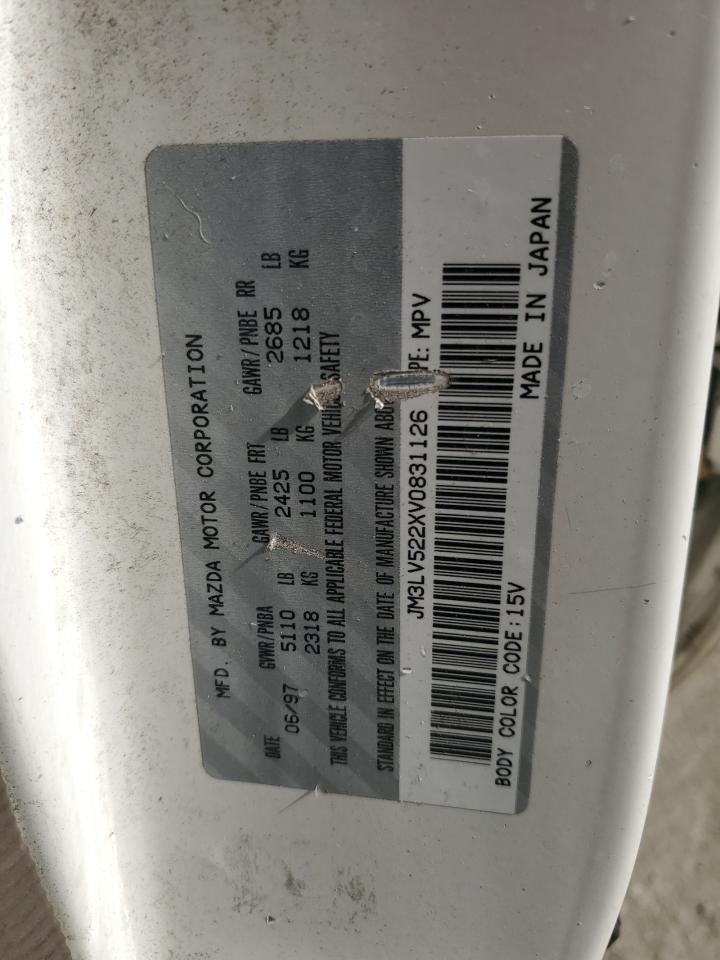 MFD. BY MAZDA MOTOR CORPORATION
DATE GVWR/PNBA GAWR/PNBE FRT GAWR/PNBE RR
06/97 5110 LB 2425 LB 2685 LB
2318 KG 1100 KG 1218 KG
THIS VEHICLE CONFORMS TO ALL APPLICABLE FEDERAL MOTOR VEHICLE SAFETY
STANDARD IN EFFECT ON THE DATE OF MANUFACTURE SHOWN
JM3LV522XV0831126 PE: MPV
BODY COLOR CODE:15V MADE IN JAPAN